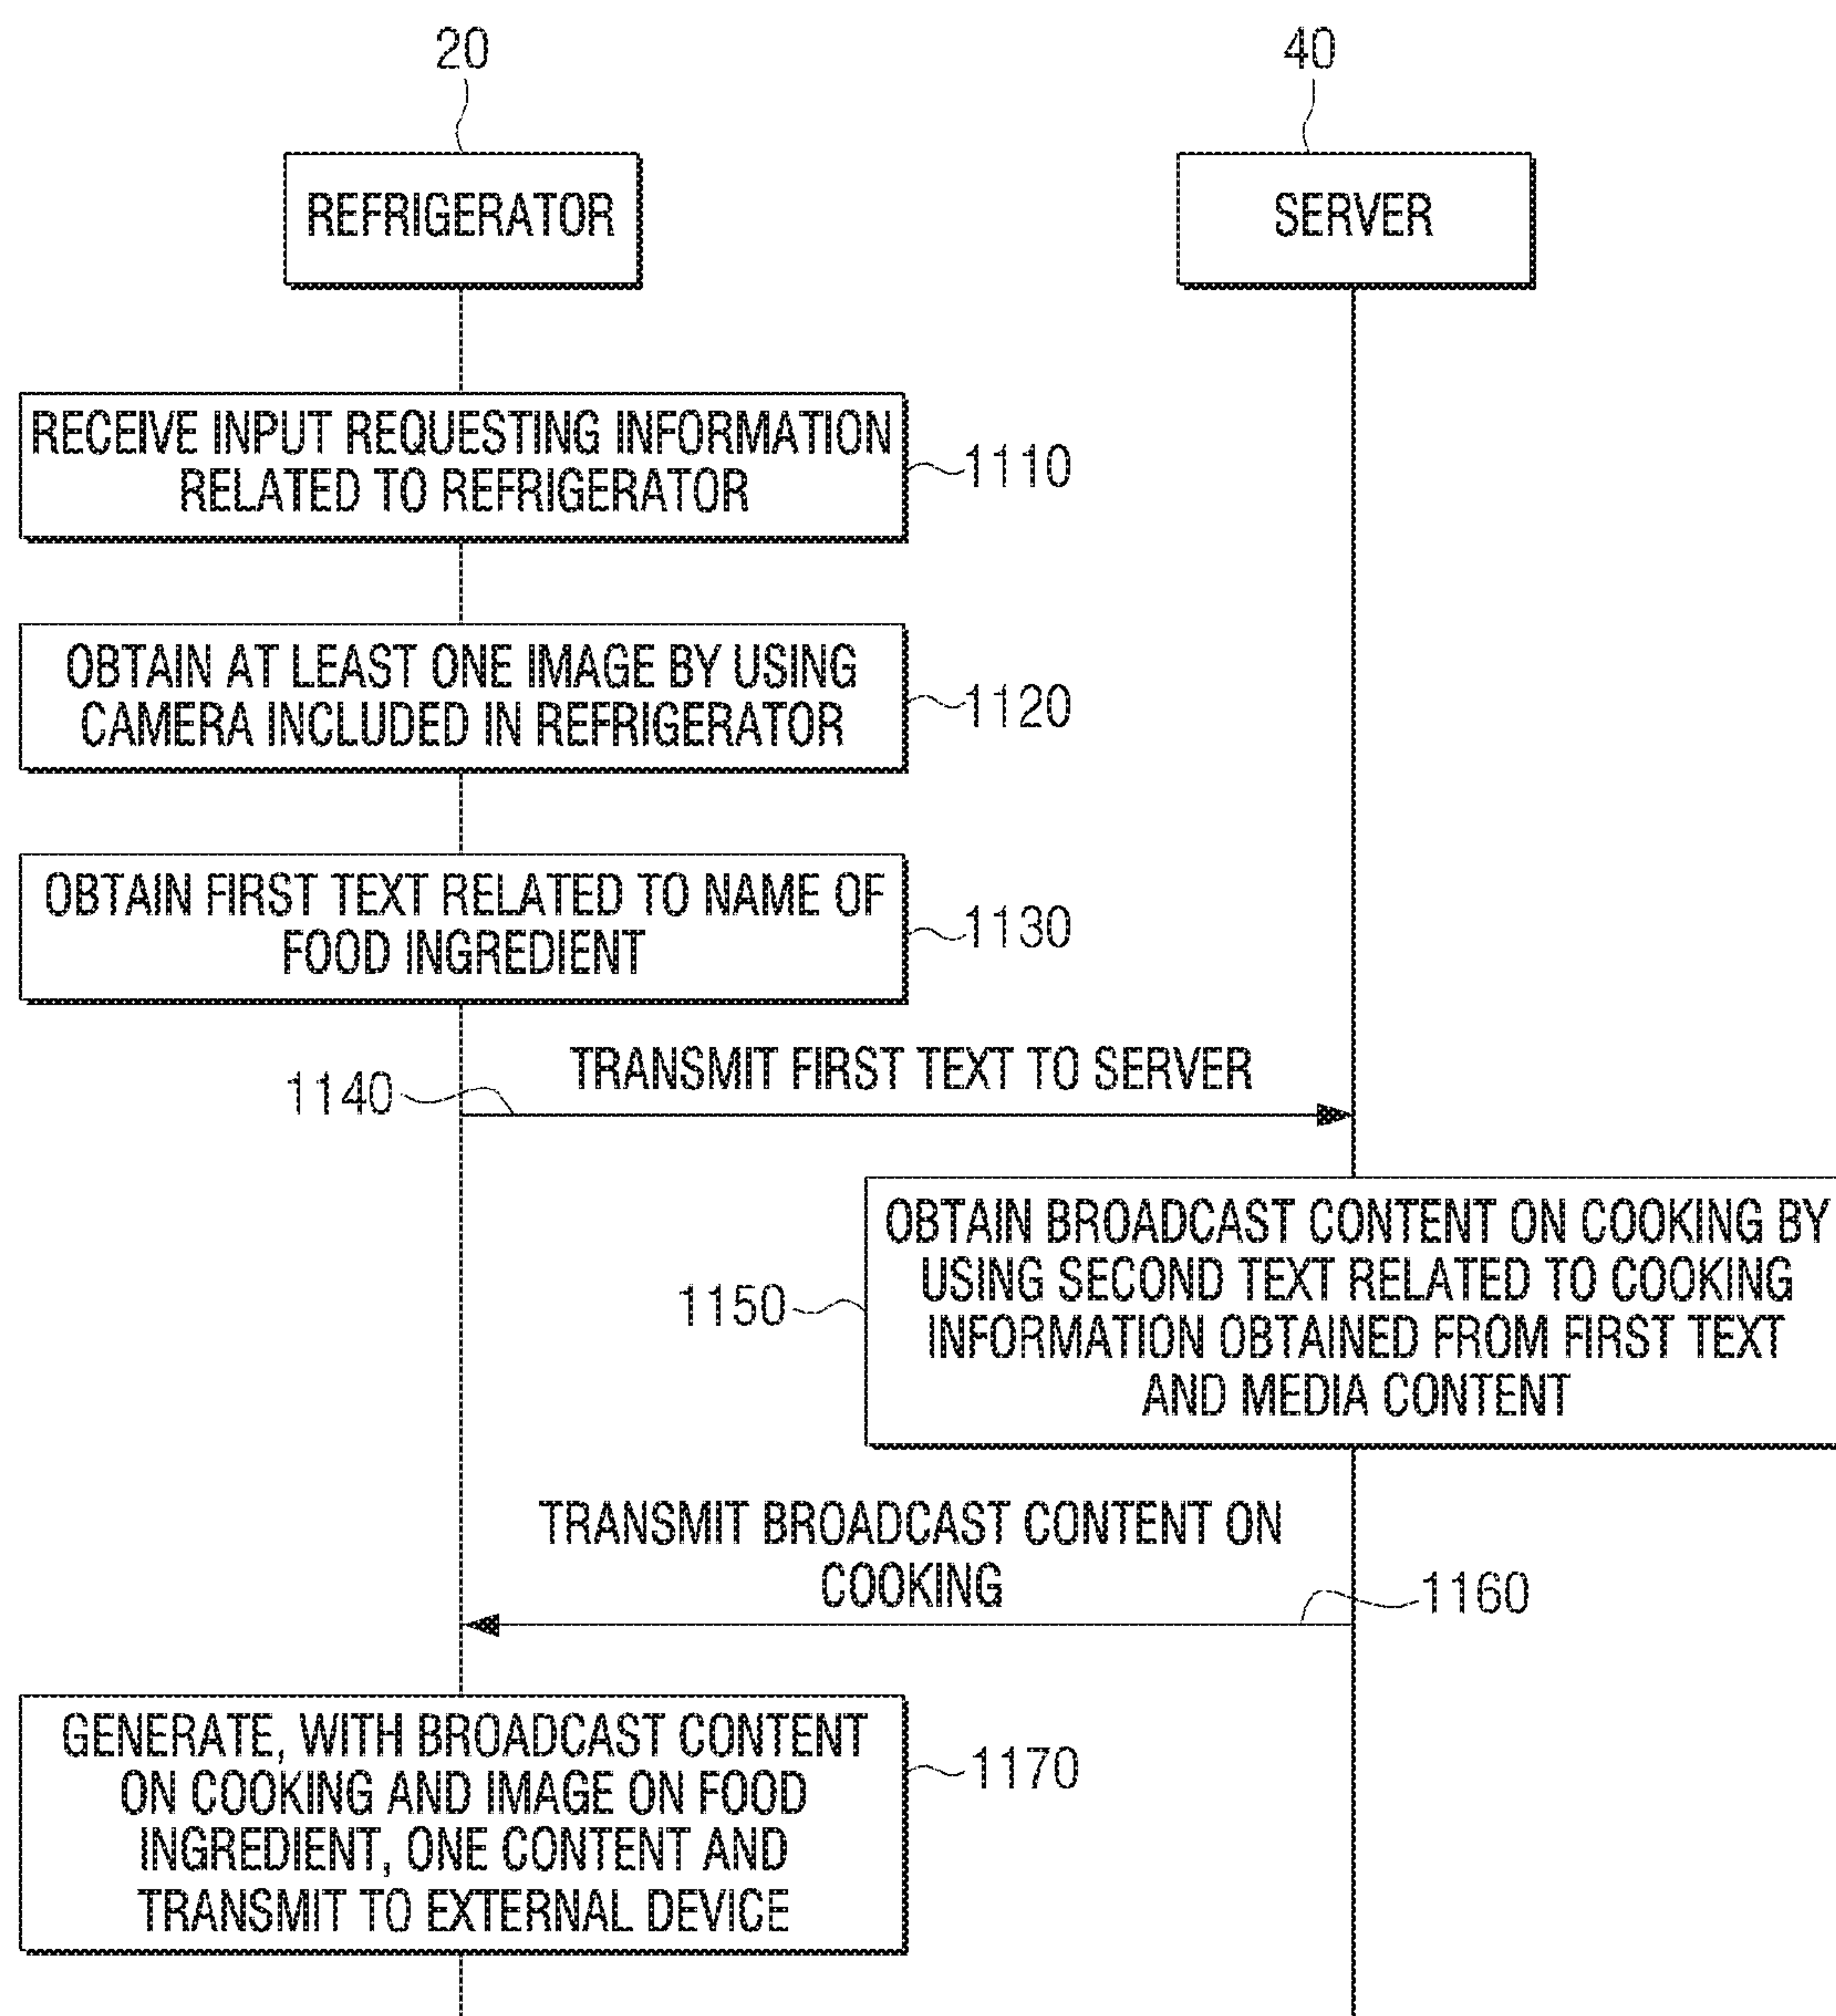 20
40
REFRIGERATOR
SERVER
RECEIVE INPUT REQUESTING INFORMATION
RELATED TO REFRIGERATOR
1110
OBTAIN AT LEAST ONE IMAGE BY USING
CAMERA INCLUDED IN REFRIGERATOR
1120
OBTAIN FIRST TEXT RELATED TO NAME OF
FOOD INGREDIENT
1130
TRANSMIT FIRST TEXT TO SERVER
1140
OBTAIN BROADCAST CONTENT ON COOKING BY
USING SECOND TEXT RELATED TO COOKING
INFORMATION OBTAINED FROM FIRST TEXT
AND MEDIA CONTENT
1150
TRANSMIT BROADCAST CONTENT ON
COOKING
1160
GENERATE, WITH BROADCAST CONTENT
ON COOKING AND IMAGE ON FOOD
INGREDIENT, ONE CONTENT AND
TRANSMIT TO EXTERNAL DEVICE
1170